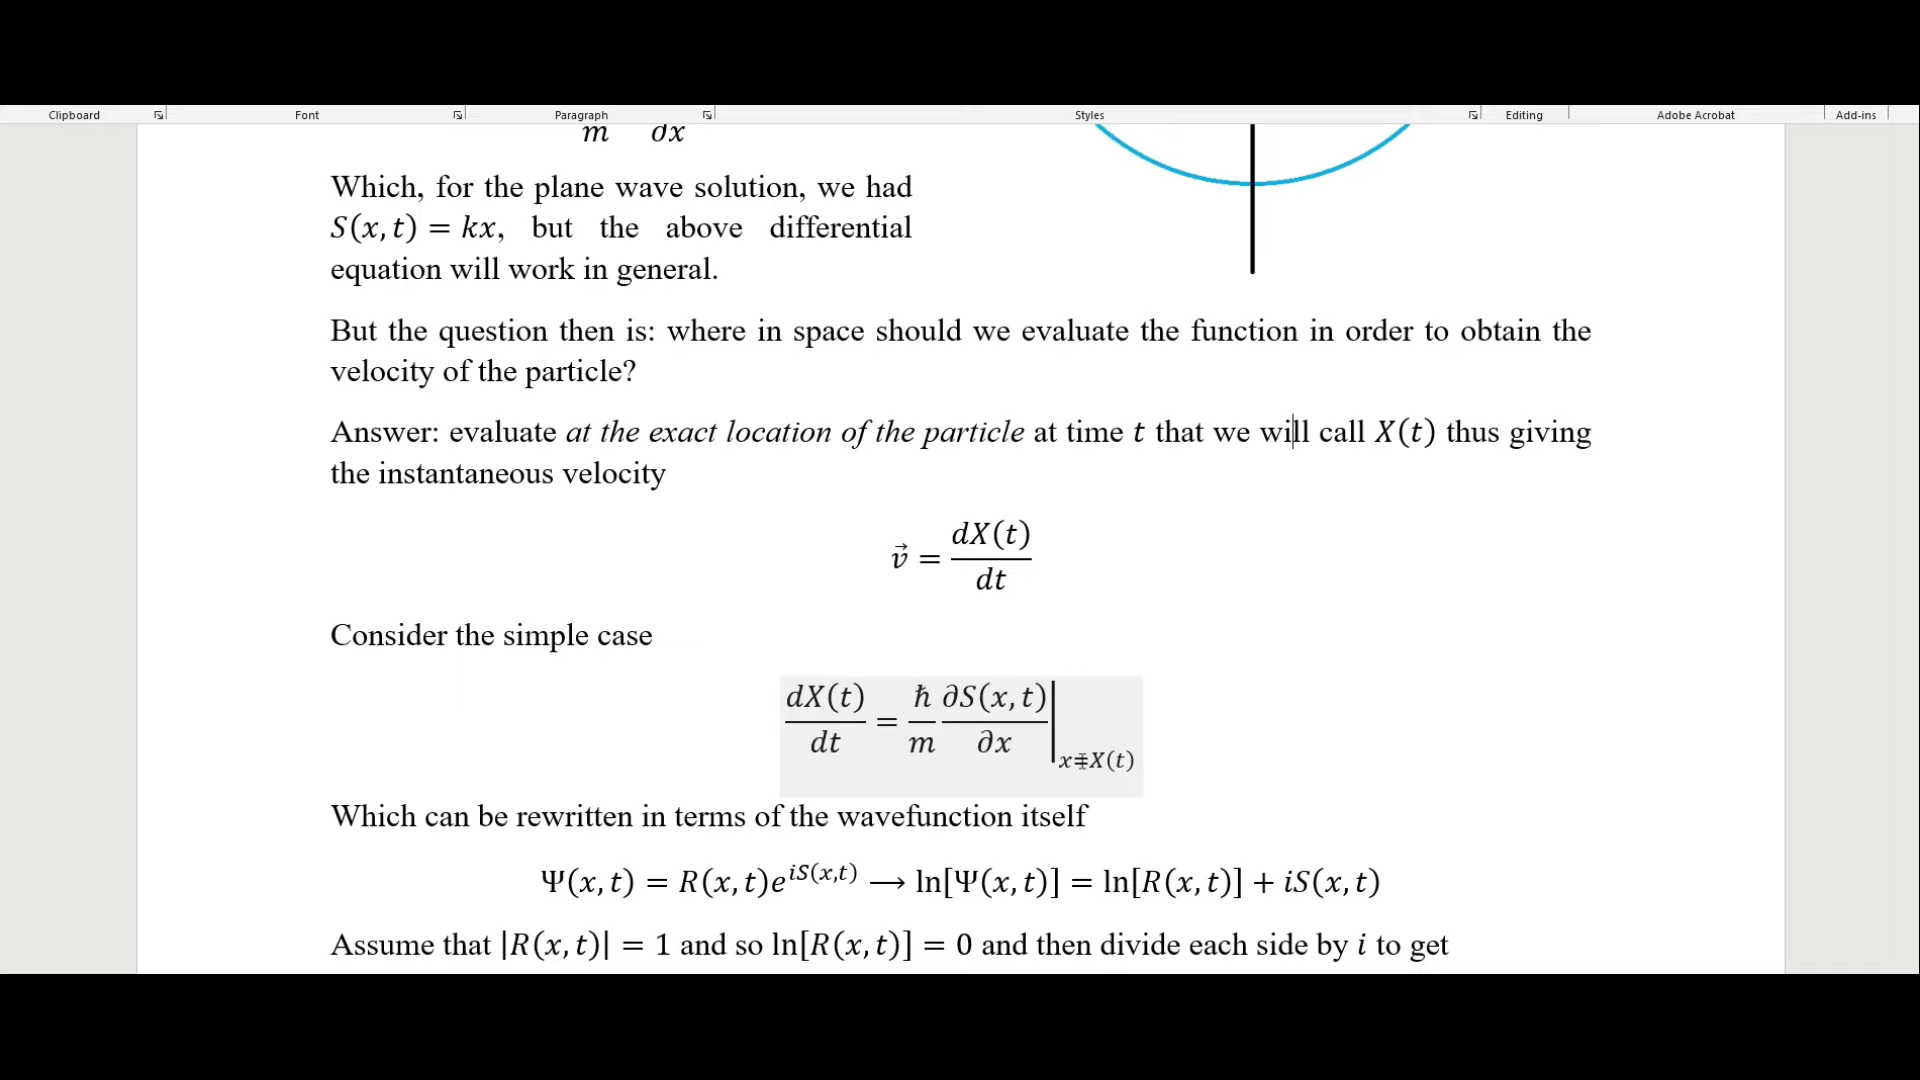 Clipboard Font Paragraph Styles Editing Adobe Acrobat Add-ins
m ∂x
Which, for the plane wave solution, we had
S(x, t) = kx, but the above differential
equation will work in general.
But the question then is: where in space should we evaluate the function in order to obtain the
velocity of the particle?
Answer: evaluate at the exact location of the particle at time t that we will call X(t) thus giving
the instantaneous velocity
v⃗ = dX(t)/dt
Consider the simple case
dX(t)/dt = ħ/m ∂S(x, t)/∂x |x=X(t)
Which can be rewritten in terms of the wavefunction itself
Ψ(x, t) = R(x, t)e^{iS(x,t)} ⟶ ln[Ψ(x, t)] = ln[R(x, t)] + iS(x, t)
Assume that |R(x, t)| = 1 and so ln[R(x, t)] = 0 and then divide each side by i to get